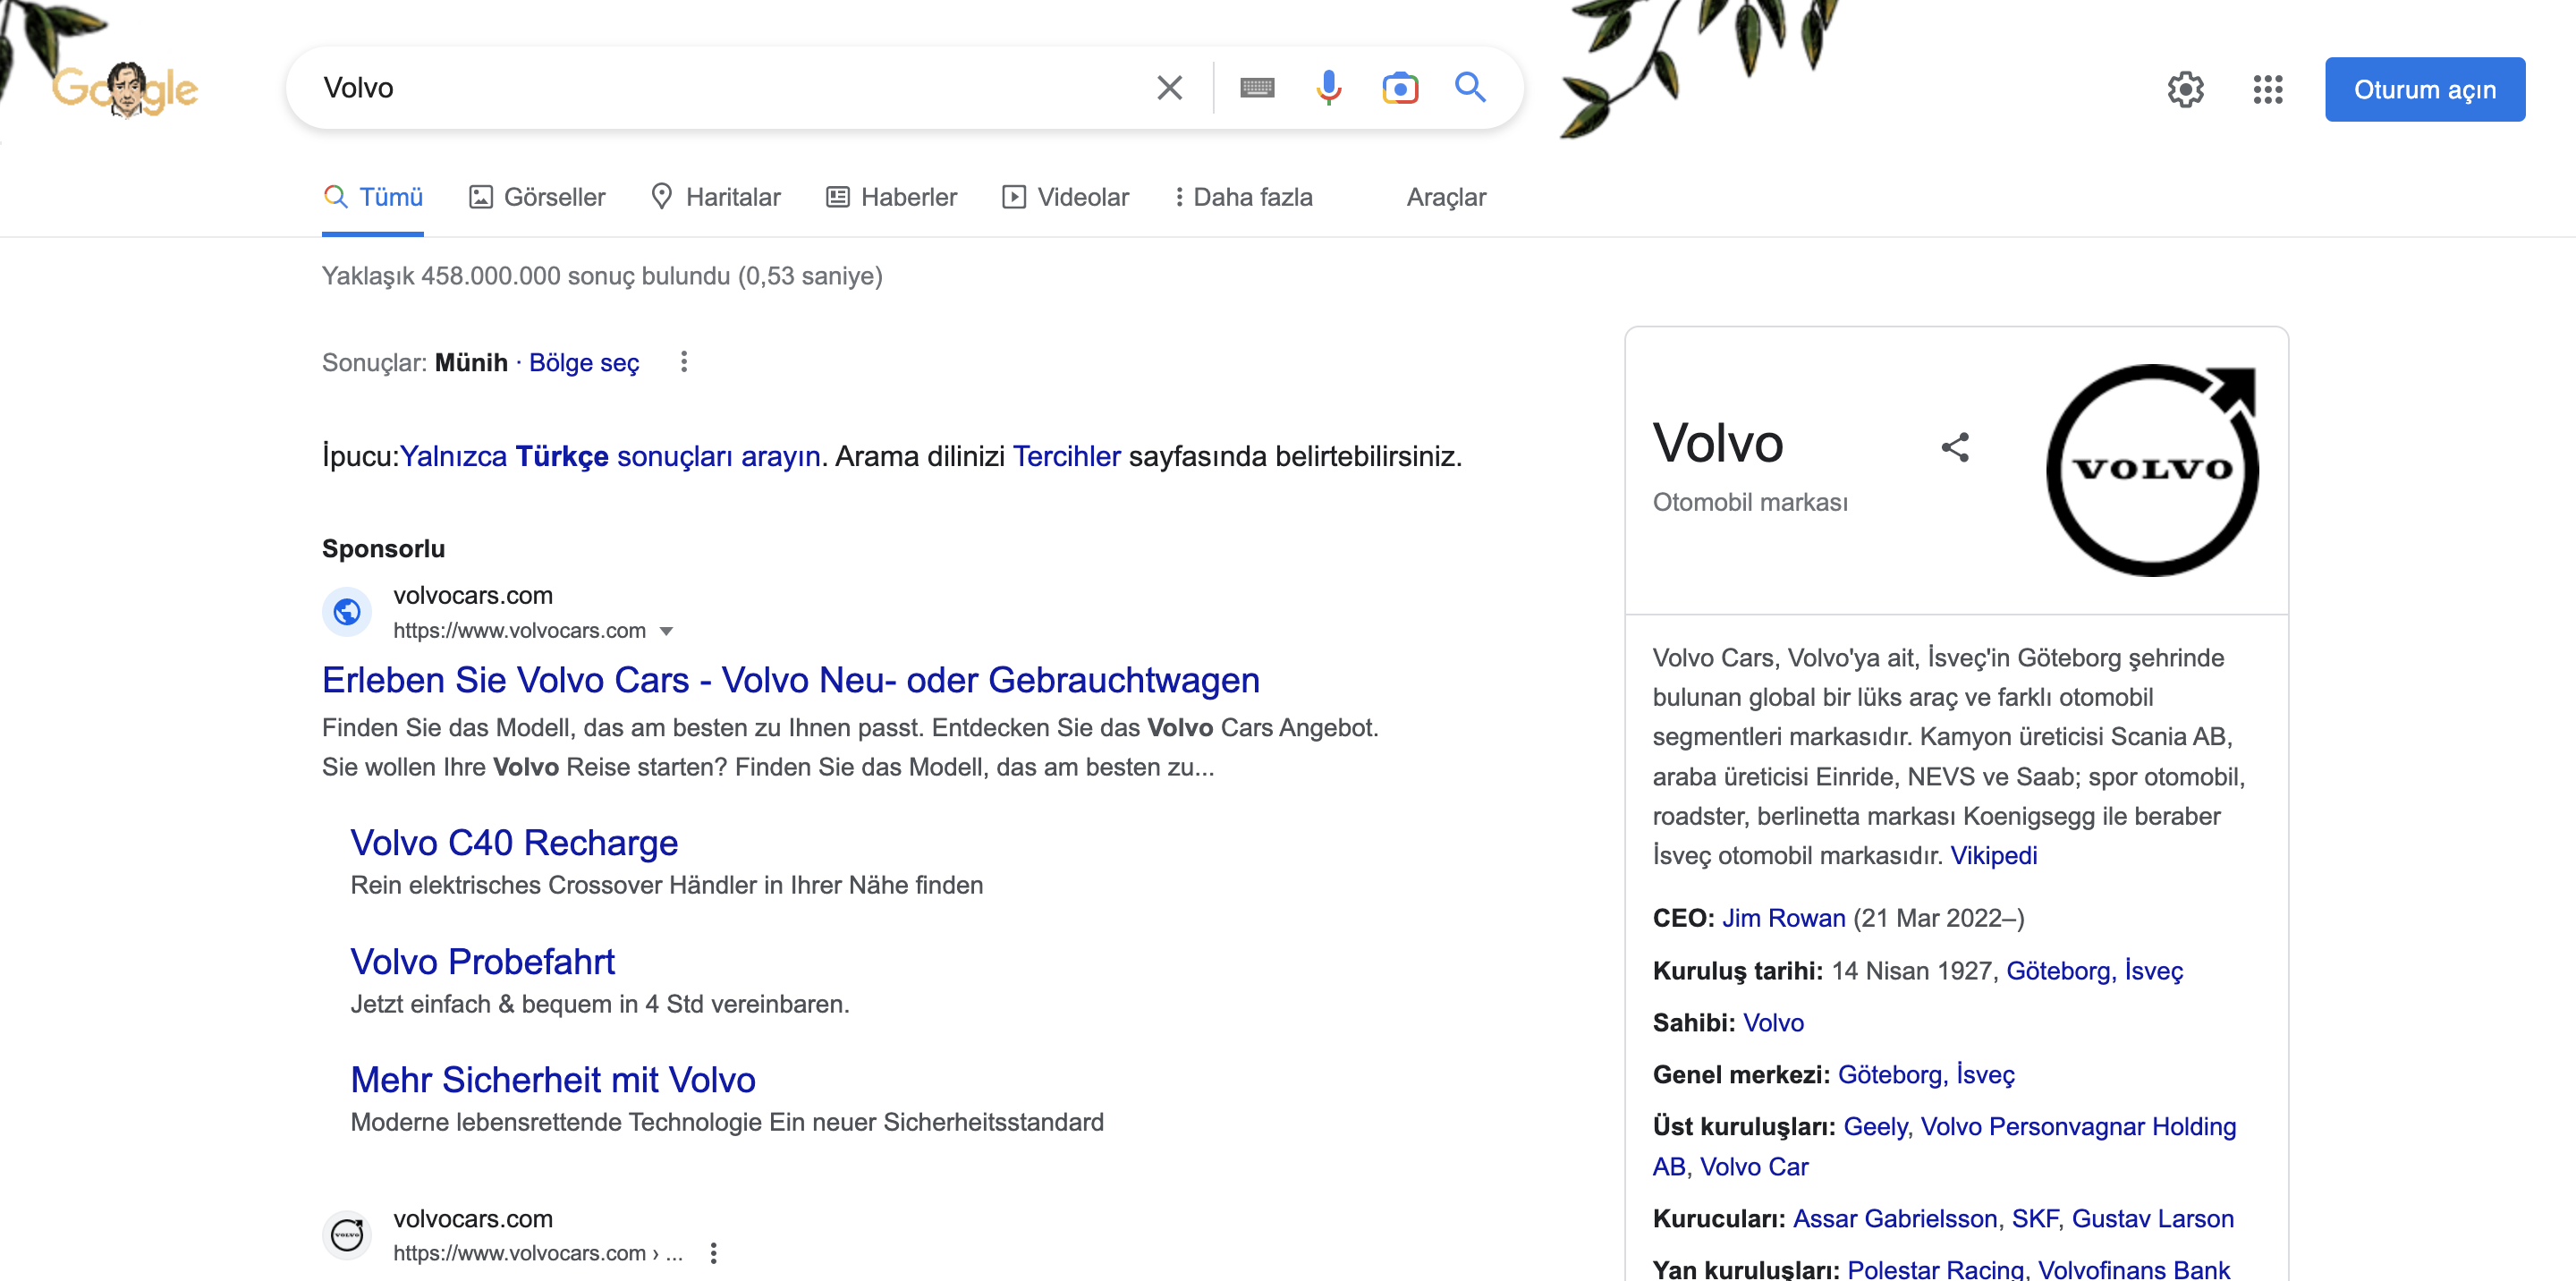 Google
Volvo
Oturum açın
Tümü
Görseller
Haritalar
Haberler
Videolar
Daha fazla
Araçlar
Yaklaşık 458.000.000 sonuç bulundu (0,53 saniye)
Sonuçlar: Münih · Bölge seç
İpucu:Yalnızca Türkçe sonuçları arayın. Arama dilinizi Tercihler sayfasında belirtebilirsiniz.
Sponsorlu
volvocars.com
https://www.volvocars.com
Erleben Sie Volvo Cars - Volvo Neu- oder Gebrauchtwagen
Finden Sie das Modell, das am besten zu Ihnen passt. Entdecken Sie das Volvo Cars Angebot.
Sie wollen Ihre Volvo Reise starten? Finden Sie das Modell, das am besten zu...
Volvo C40 Recharge
Rein elektrisches Crossover Händler in Ihrer Nähe finden
Volvo Probefahrt
Jetzt einfach & bequem in 4 Std vereinbaren.
Mehr Sicherheit mit Volvo
Moderne lebensrettende Technologie Ein neuer Sicherheitsstandard
VOLVO
volvocars.com
https://www.volvocars.com › ...
Volvo
Otomobil markası
VOLVO
Volvo Cars, Volvo'ya ait, İsveç'in Göteborg şehrinde
bulunan global bir lüks araç ve farklı otomobil
segmentleri markasıdır. Kamyon üreticisi Scania AB,
araba üreticisi Einride, NEVS ve Saab; spor otomobil,
roadster, berlinetta markası Koenigsegg ile beraber
İsveç otomobil markasıdır. Vikipedi
CEO: Jim Rowan (21 Mar 2022–)
Kuruluş tarihi: 14 Nisan 1927, Göteborg, İsveç
Sahibi: Volvo
Genel merkezi: Göteborg, İsveç
Üst kuruluşları: Geely, Volvo Personvagnar Holding
AB, Volvo Car
Kurucuları: Assar Gabrielsson, SKF, Gustav Larson
Yan kuruluşları: Polestar Racing, Volvofinans Bank